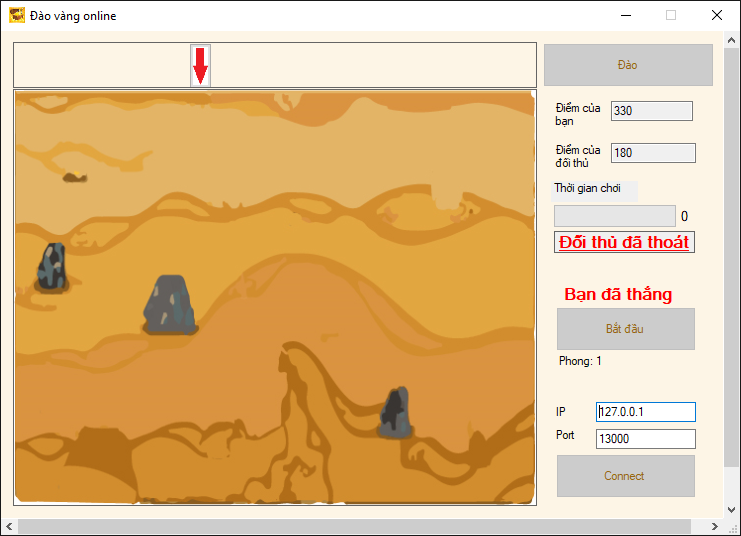 Đào vàng online
Đào
Điểm của
bạn
330
Điểm của
đối thủ
180
Thời gian chơi
0
Đối thủ đã thoát
Bạn đã thắng
Bắt đầu
Phong: 1
IP
127.0.0.1
Port
13000
Connect